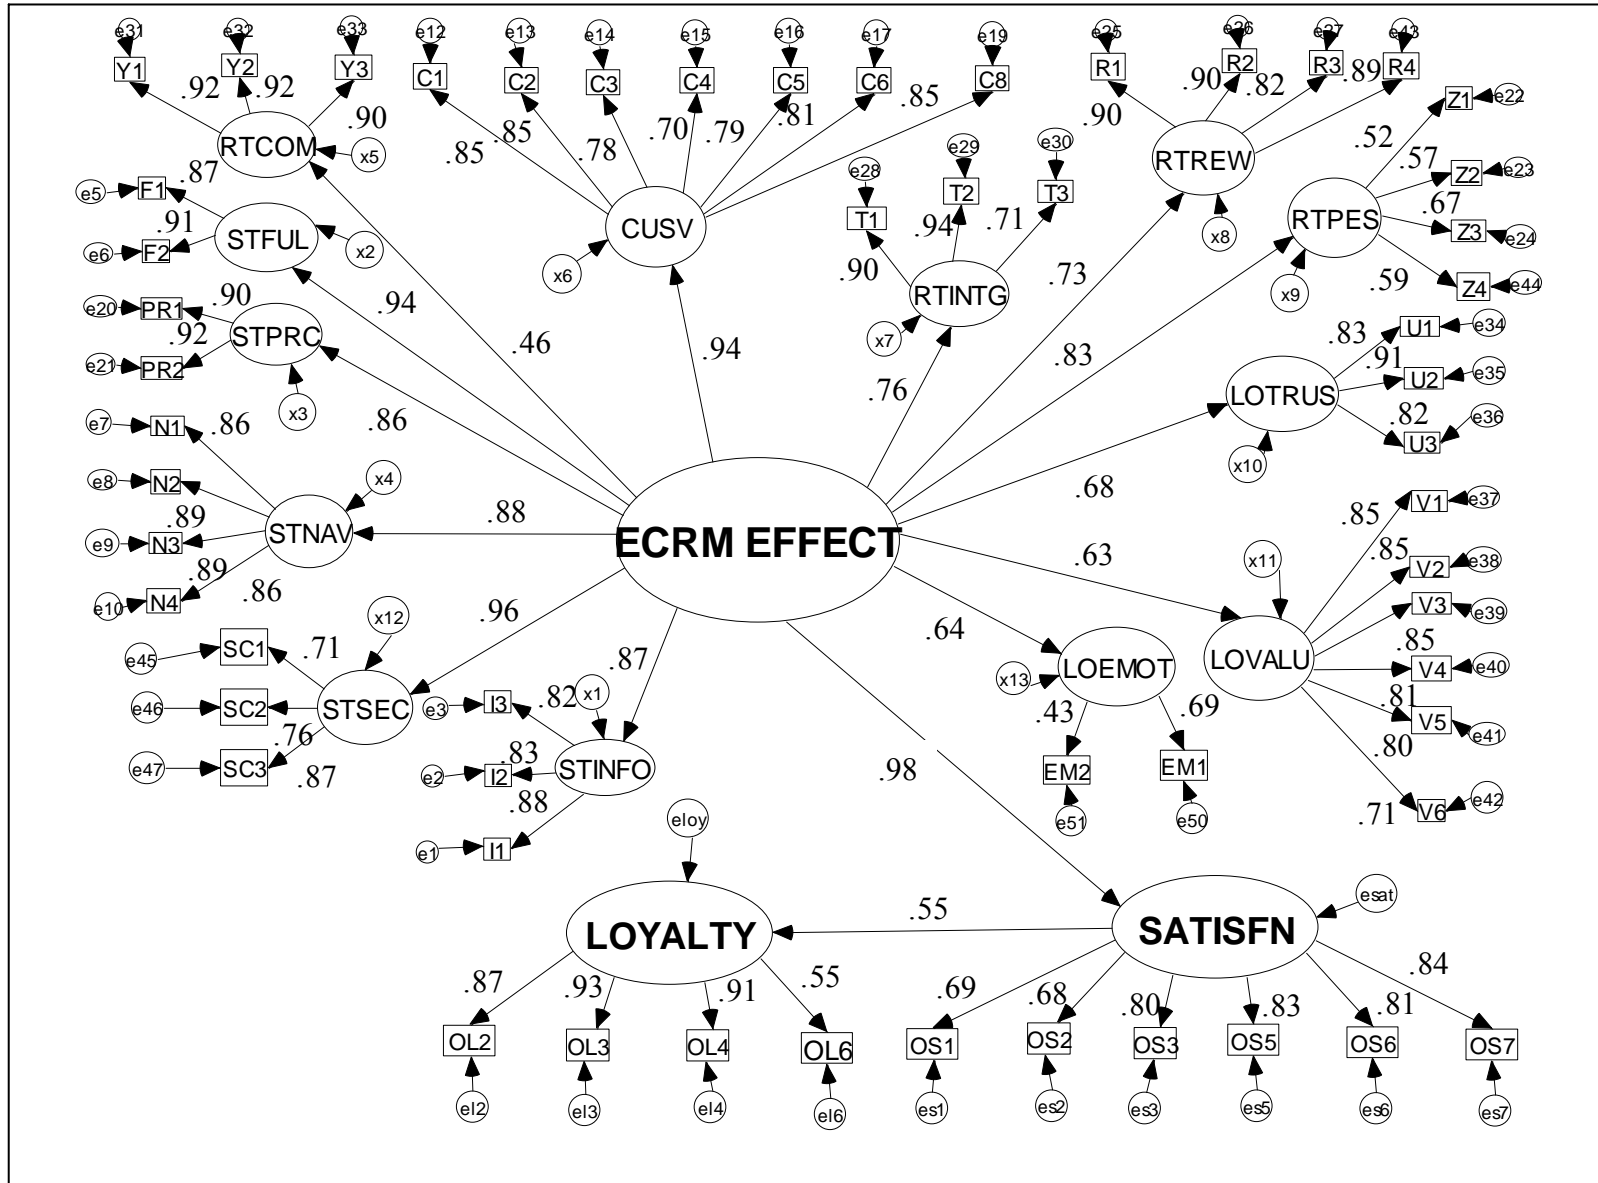 e31
e32
e33
e12
e13
e14
e15
e16
e17
e19
e25
e26
e27
e43
Y1
Y2
Y3
C1
C2
C3
C4
C5
C6
C8
R1
R2
R3
R4
Z1
e22
.92
.92
.90
.85
.85
.78
.70
.79
.81
.85
.90
.90
.82
.89
.52
RTCOM
x5
e28
e29
e30
RTREW
.57
Z2
e23
.87
e5
F1
T1
T2
T3
.67
Z3
e24
.91
e6
F2
STFUL
x2
CUSV
.94
.71
x8
RTPES
x6
.90
RTINTG
.73
x9
.59
Z4
e44
e20
PR1
.90
.94
STPRC
.92
e21
PR2
.46
.94
x7
.83
.83
U1
e34
.91
U2
e35
x3
.76
LOTRUS
.82
U3
e36
e7
N1
.86
.86
x10
e8
N2
x4
.68
V1
e37
.89
STNAV
.88
ECRM EFFECT
.85
e9
N3
.63
x11
.85
V2
e38
.89
e10
N4
.86
V3
e39
.96
x12
.64
.85
e45
SC1
.71
.87
LOEMOT
LOVALU
V4
e40
x13
e46
SC2
STSEC
e3
I3
.82
x1
.43
.69
.81
V5
e41
.76
e47
SC3
.87
e2
I2
.83
STINFO
.98
EM2
EM1
.80
.88
.71
V6
e42
e1
I1
eloy
e51
e50
esat
LOYALTY
.55
SATISFN
.87
.93
.91
.55
.69
.68
.80
.83
.81
.84
OL2
OL3
OL4
OL6
OS1
OS2
OS3
OS5
OS6
OS7
el2
el3
el4
el6
es1
es2
es3
es5
es6
es7